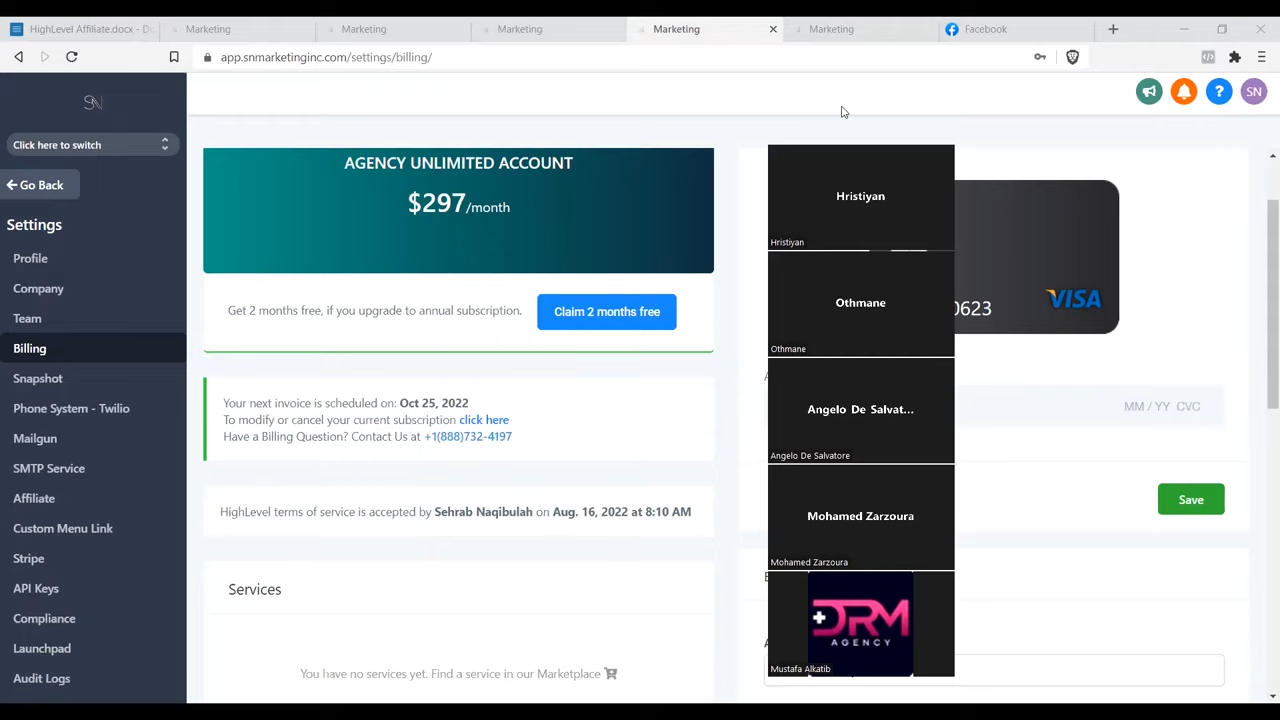 HighLevel Affiliate.docx - D
Marketing
Marketing
Marketing
Marketing
Marketing
Facebook
app.snmarketinginc.com/settings/billing/
SN
Click here to switch
Go Back
Settings
Profile
Company
Team
Billing
Snapshot
Phone System - Twilio
Mailgun
SMTP Service
Affiliate
Custom Menu Link
Stripe
API Keys
Compliance
Launchpad
Audit Logs
?
SN
AGENCY UNLIMITED ACCOUNT
$297/month
Get 2 months free, if you upgrade to annual subscription.
Claim 2 months free
Your next invoice is scheduled on: Oct 25, 2022
To modify or cancel your current subscription click here
Have a Billing Question? Contact Us at +1(888)732-4197
HighLevel terms of service is accepted by Sehrab Naqibulah on Aug. 16, 2022 at 8:10 AM
Services
You have no services yet. Find a service in our Marketplace
Hristiyan
Hristiyan
Othmane
Othmane
Angelo De Salvat...
Angelo De Salvatore
Mohamed Zarzoura
Mohamed Zarzoura
DRM
AGENCY
Mustafa Alkatib
0623
VISA
MM / YY CVC
Save